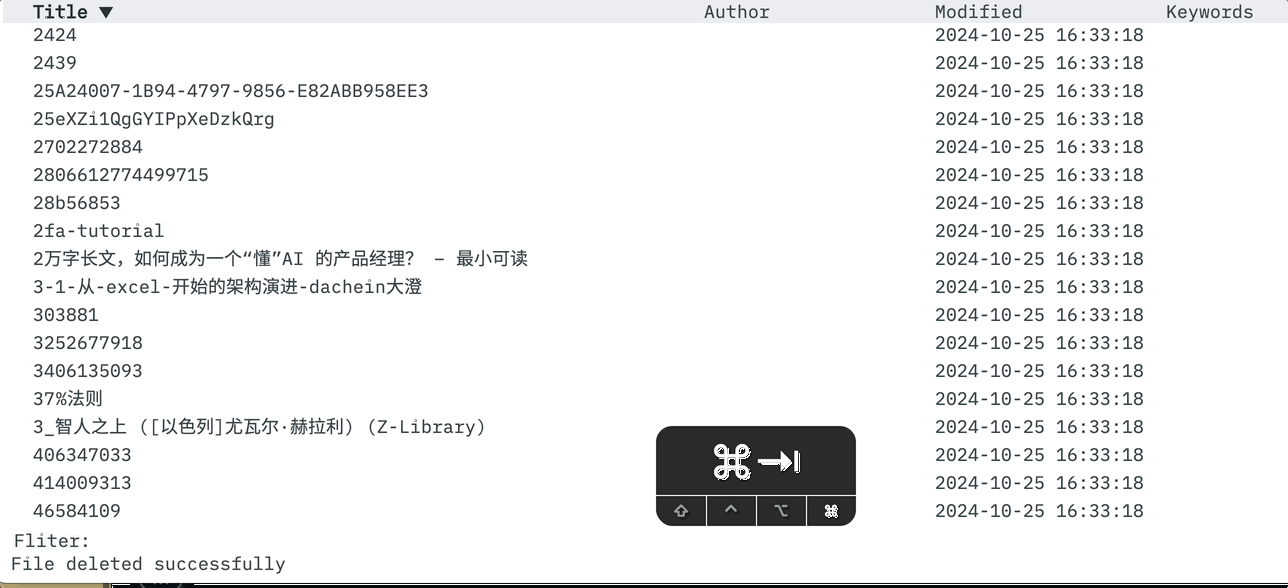 Title ▼ Author Modified Keywords
2424 2024-10-25 16:33:18
2439 2024-10-25 16:33:18
25A24007-1B94-4797-9856-E82ABB958EE3 2024-10-25 16:33:18
25eXZi1QgGYIPpXeDzkQrg 2024-10-25 16:33:18
2702272884 2024-10-25 16:33:18
2806612774499715 2024-10-25 16:33:18
28b56853 2024-10-25 16:33:18
2fa-tutorial 2024-10-25 16:33:18
2万字长文，如何成为一个“懂”AI 的产品经理？ – 最小可读 2024-10-25 16:33:18
3-1-从-excel-开始的架构演进-dachein大澄 2024-10-25 16:33:18
303881 2024-10-25 16:33:18
3252677918 2024-10-25 16:33:18
3406135093 2024-10-25 16:33:18
37%法则 2024-10-25 16:33:18
3_智人之上 ([以色列]尤瓦尔·赫拉利) (Z-Library) 2024-10-25 16:33:18
406347033 2024-10-25 16:33:18
414009313 2024-10-25 16:33:18
46584109 2024-10-25 16:33:18
⌘⇥
⇧ ⌃ ⌥ ⌘
Fliter:
File deleted successfully